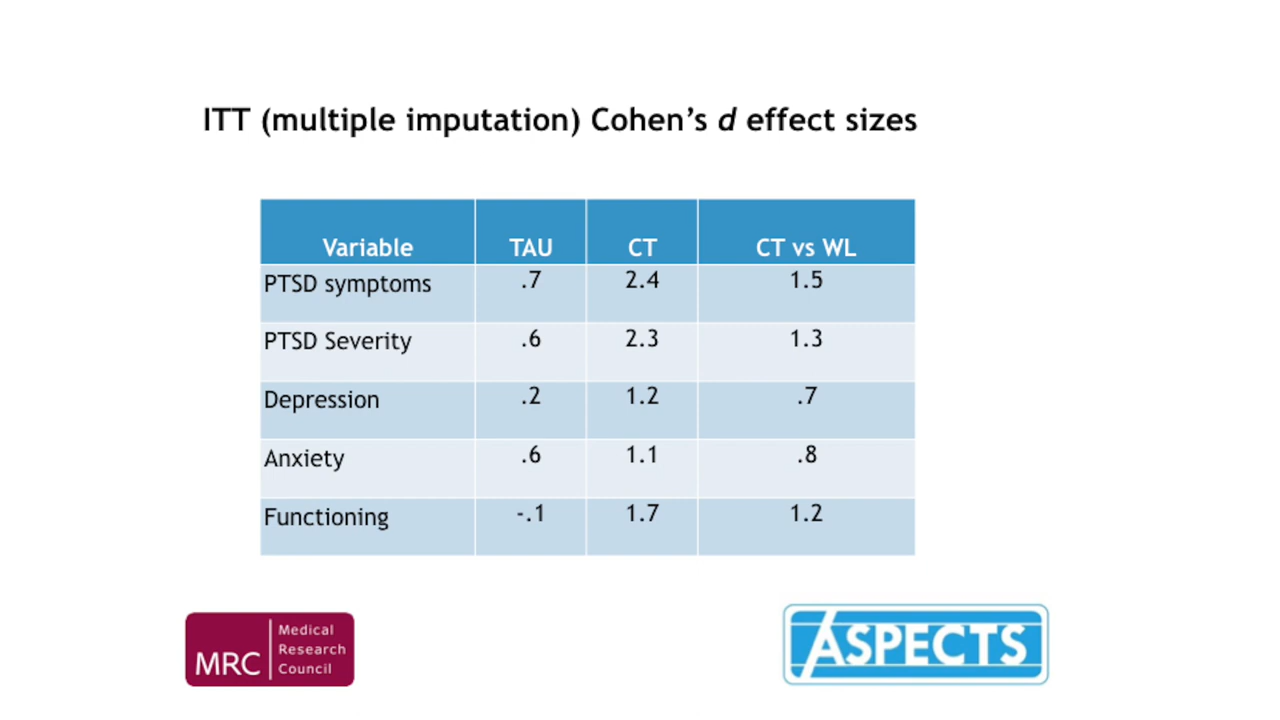 ITT (multiple imputation) Cohen’s d effect sizes
Variable TAU CT CT vs WL
PTSD symptoms .7 2.4 1.5
PTSD Severity .6 2.3 1.3
Depression .2 1.2 .7
Anxiety .6 1.1 .8
Functioning -.1 1.7 1.2
MRC
Medical
Research
Council
ASPECTS